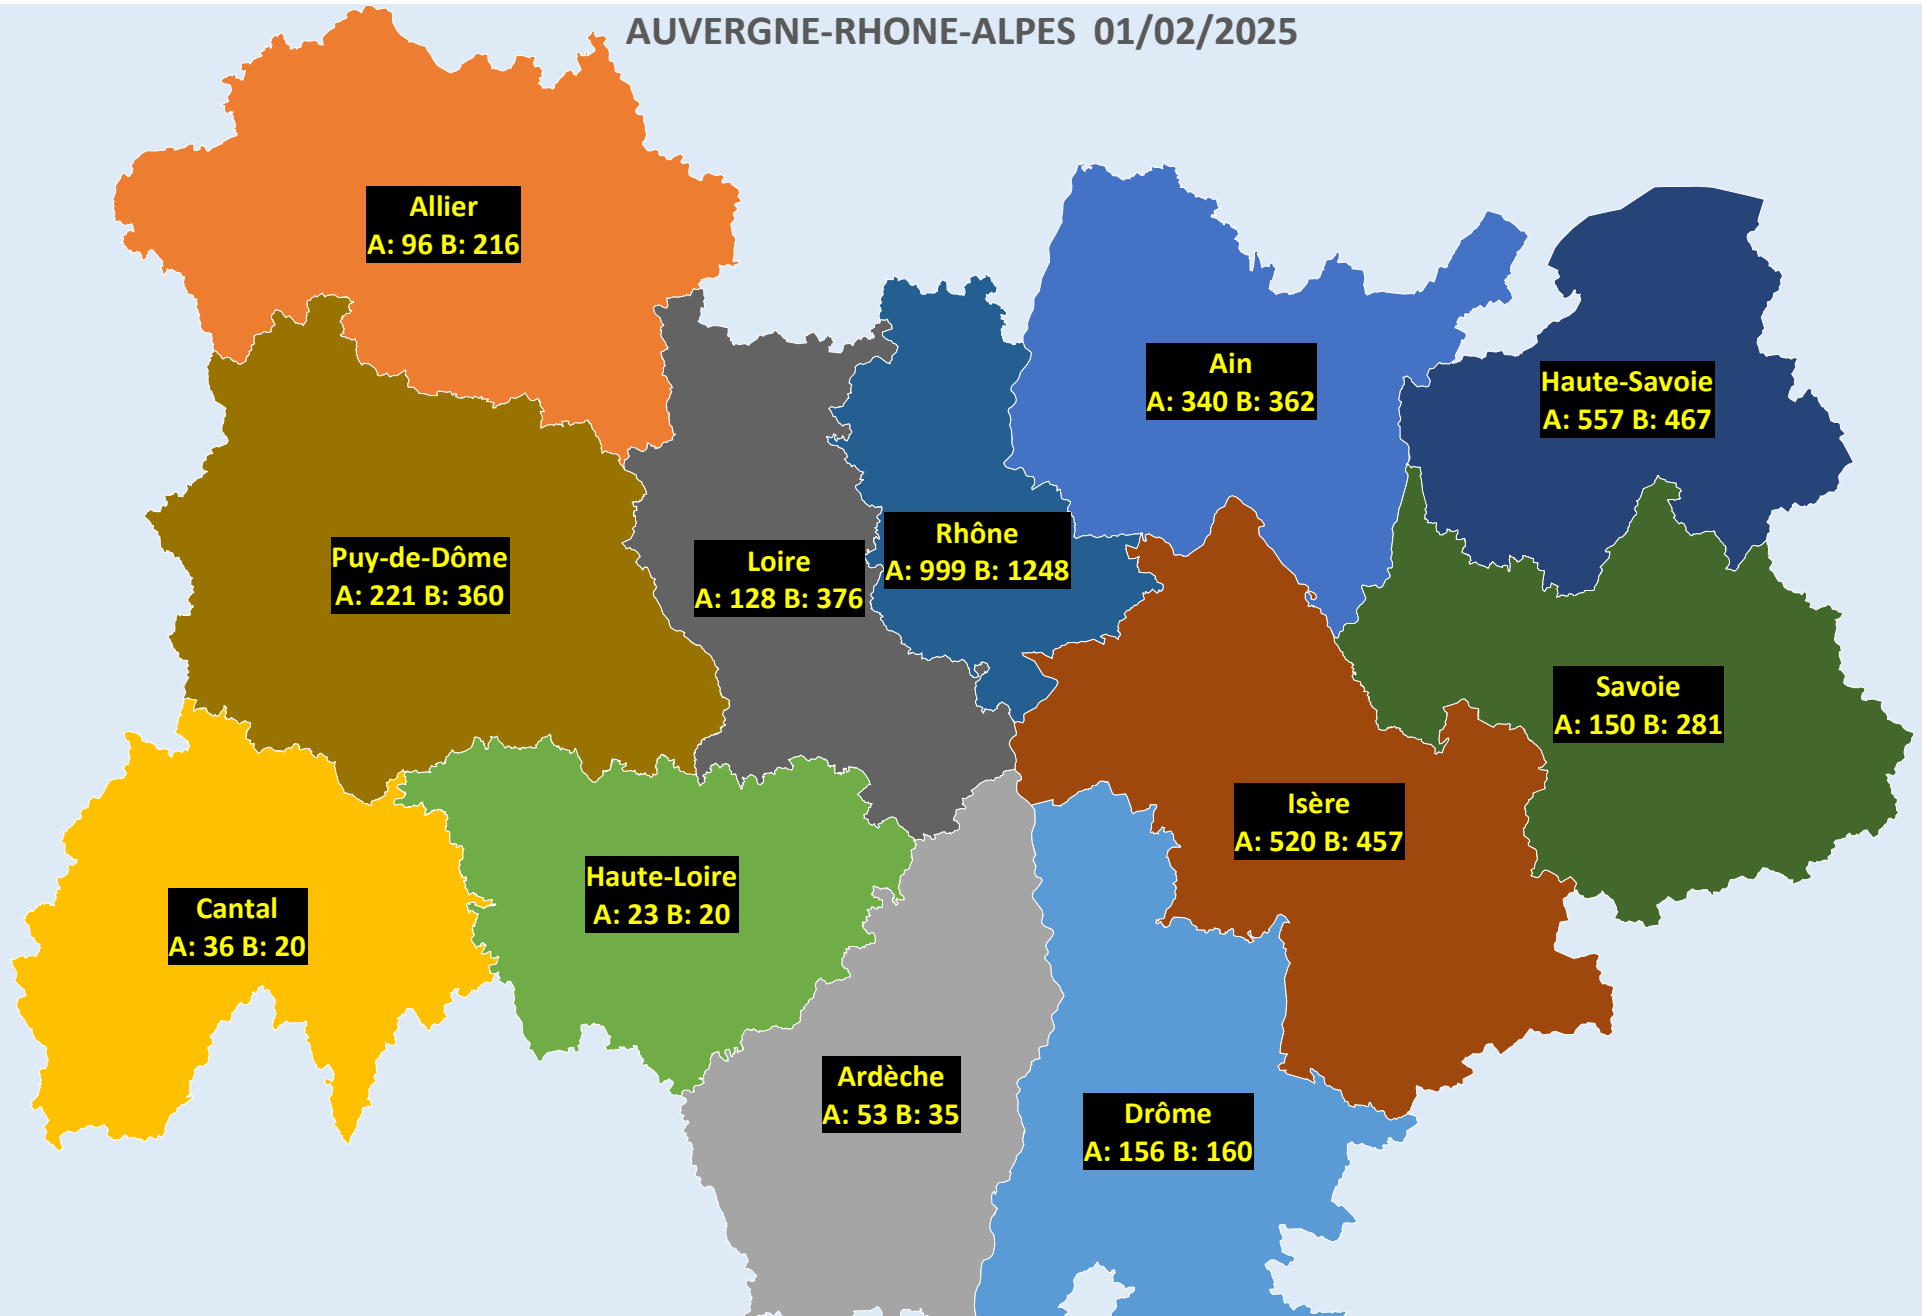 AUVERGNE-RHONE-ALPES 01/02/2025
Allier
A: 96 B: 216
Ain
A: 340 B: 362
Haute-Savoie
A: 557 B: 467
Rhône
A: 999 B: 1248
Puy-de-Dôme
A: 221 B: 360
Loire
A: 128 B: 376
Savoie
A: 150 B: 281
Isère
A: 520 B: 457
Haute-Loire
A: 23 B: 20
Cantal
A: 36 B: 20
Ardèche
A: 53 B: 35
Drôme
A: 156 B: 160